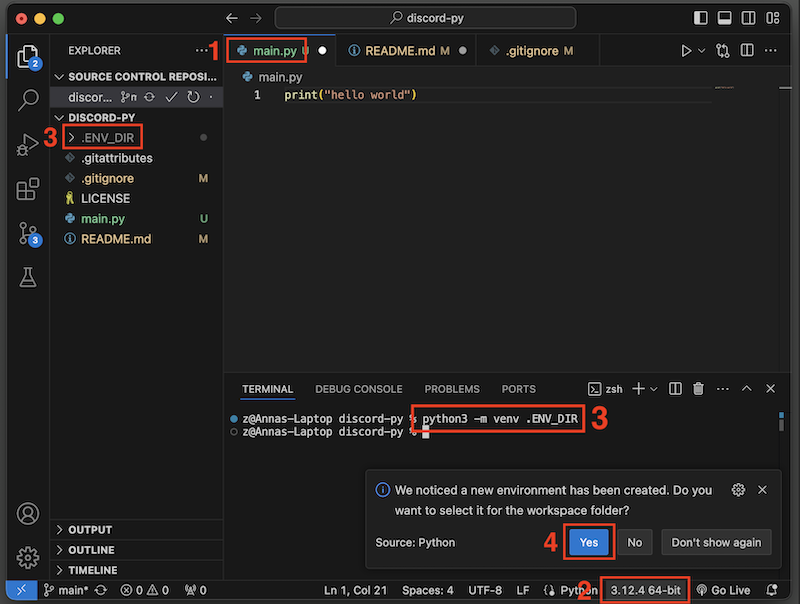 discord-py
EXPLORER ...
1
main.py U
README.md M
.gitignore M
SOURCE CONTROL REPOSI...
discor...
main.py
1 print("hello world")
DISCORD-PY
3
.ENV_DIR
.gitattributes
.gitignore M
LICENSE
main.py U
README.md M
2
3
TERMINAL DEBUG CONSOLE PROBLEMS PORTS zsh
z@Annas-Laptop discord-py % python3 -m venv .ENV_DIR 3
z@Annas-Laptop discord-py %
We noticed a new environment has been created. Do you
want to select it for the workspace folder?
Source: Python 4 Yes No Don't show again
OUTPUT
OUTLINE
TIMELINE
main* 0 0 0 Ln 1, Col 21 Spaces: 4 UTF-8 LF Python 2 3.12.4 64-bit Go Live